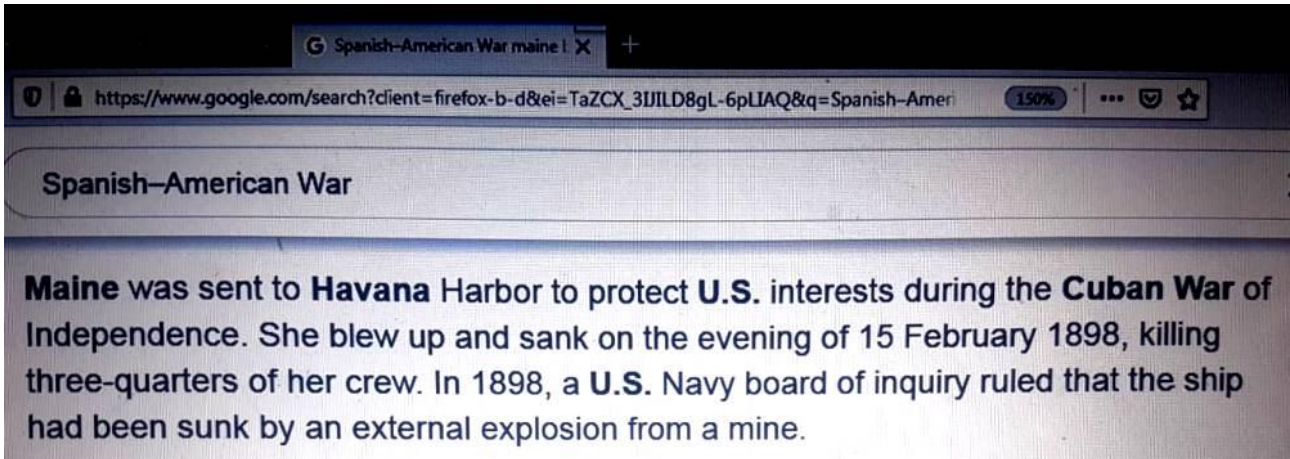 G Spanish–American War maine l
https://www.google.com/search?client=firefox-b-d&ei=TaZCX_3IJILD8gL-6pLIAQ&q=Spanish–Ameri 150%
Spanish–American War
Maine was sent to Havana Harbor to protect U.S. interests during the Cuban War of
Independence. She blew up and sank on the evening of 15 February 1898, killing
three-quarters of her crew. In 1898, a U.S. Navy board of inquiry ruled that the ship
had been sunk by an external explosion from a mine.